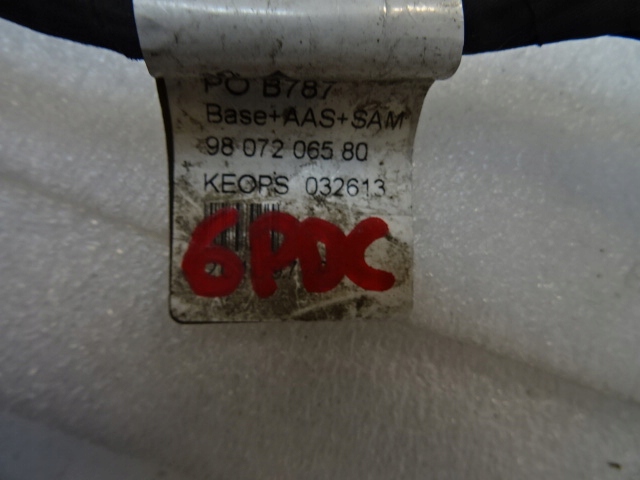 PO B787
Base+AAS+SAM
98 072 065 80
KEOPS 032613
6PDC